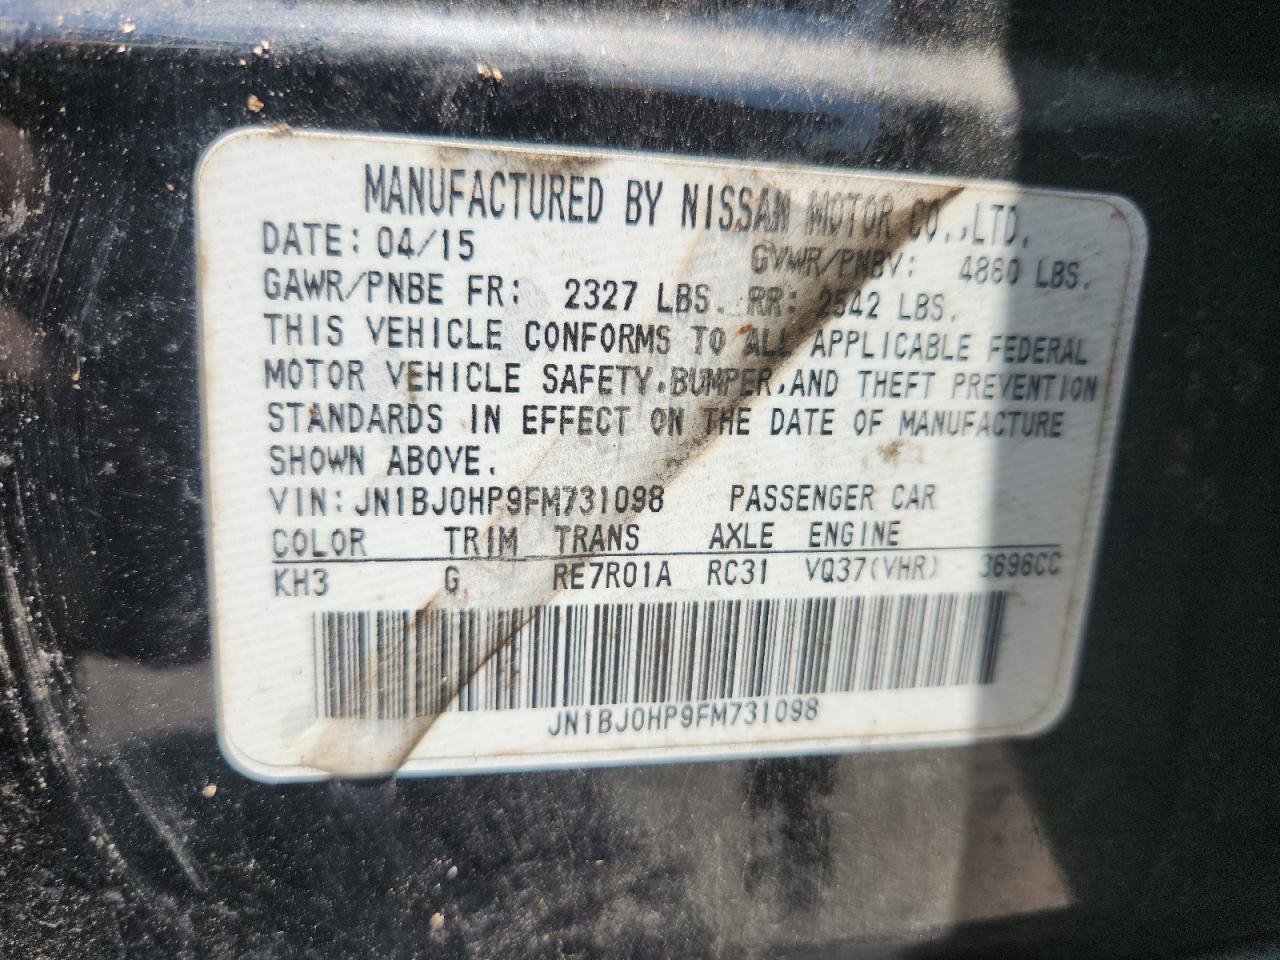 MANUFACTURED BY NISSAN MOTOR CO.,LTD.
DATE: 04/15 GVWR/PNBV: 4860 LBS.
GAWR/PNBE FR: 2327 LBS. RR: 2542 LBS.
THIS VEHICLE CONFORMS TO ALL APPLICABLE FEDERAL
MOTOR VEHICLE SAFETY,BUMPER,AND THEFT PREVENTION
STANDARDS IN EFFECT ON THE DATE OF MANUFACTURE
SHOWN ABOVE.
VIN: JN1BJ0HP9FM731098 PASSENGER CAR
COLOR TRIM TRANS AXLE ENGINE
KH3 G RE7R01A RC31 VQ37(VHR) 3696CC
JN1BJ0HP9FM731098